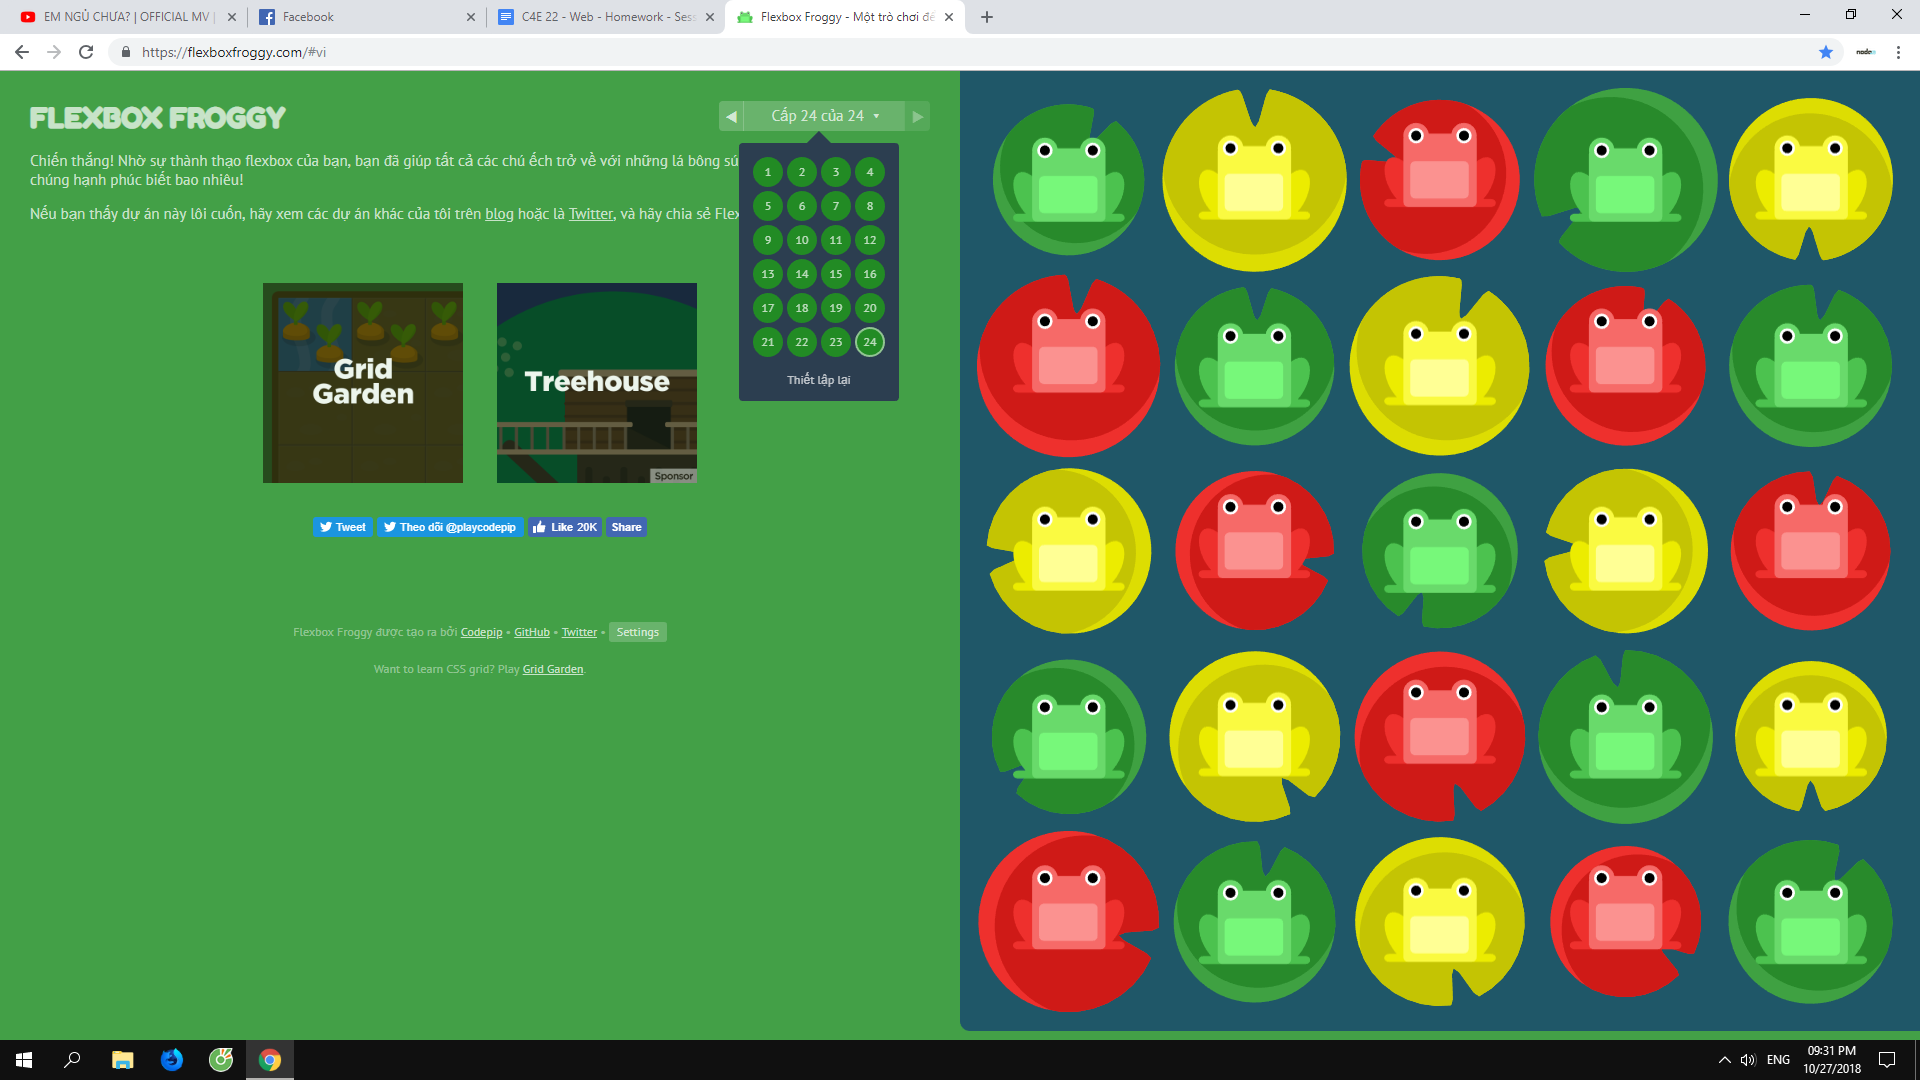 EM NGỦ CHƯA? | OFFICIAL MV |
Facebook
C4E 22 - Web - Homework - Sess
Flexbox Froggy - Một trò chơi để
https://flexboxfroggy.com/#vi
FLEXBOX FROGGY
Cấp 24 của 24
Chiến thắng! Nhờ sự thành thạo flexbox của bạn, bạn đã giúp tất cả các chú ếch trở về với những lá bông sú
chúng hạnh phúc biết bao nhiêu!
Nếu bạn thấy dự án này lôi cuốn, hãy xem các dự án khác của tôi trên blog hoặc là Twitter, và hãy chia sẻ Flex
1 2 3 4
5 6 7 8
9 10 11 12
13 14 15 16
17 18 19 20
21 22 23 24
Thiết lập lại
Grid
Garden
Treehouse
Sponsor
Tweet Theo dõi @playcodepip Like 20K Share
Flexbox Froggy được tạo ra bởi Codepip • GitHub • Twitter • Settings
Want to learn CSS grid? Play Grid Garden.
ENG
09:31 PM
10/27/2018